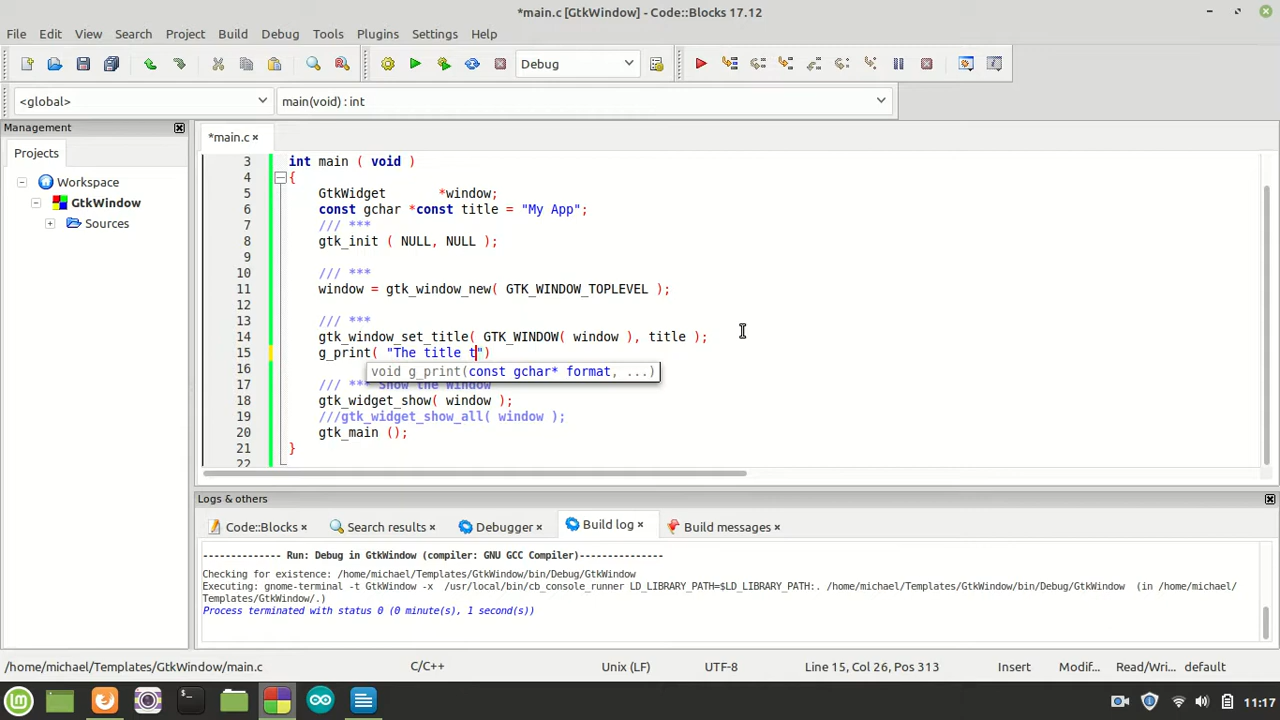 *main.c [GtkWindow] - Code::Blocks 17.12
File Edit View Search Project Build Debug Tools Plugins Settings Help
Debug
<global> main(void) : int
Management
*main.c
Projects
Workspace
GtkWindow
Sources
3 int main ( void )
4 {
5 GtkWidget *window;
6 const gchar *const title = "My App";
7 /// ***
8 gtk_init ( NULL, NULL );
9
10 /// ***
11 window = gtk_window_new( GTK_WINDOW_TOPLEVEL );
12
13 /// ***
14 gtk_window_set_title( GTK_WINDOW( window ), title );
15 g_print( "The title t")
16 void g_print(const gchar* format, ...)
17 /// *** Show the Window
18 gtk_widget_show( window );
19 ///gtk_widget_show_all( window );
20 gtk_main ();
21 }
22
Logs & others
Code::Blocks Search results Debugger Build log Build messages
-------------- Run: Debug in GtkWindow (compiler: GNU GCC Compiler)---------------
Checking for existence: /home/michael/Templates/GtkWindow/bin/Debug/GtkWindow
Executing: gnome-terminal -t GtkWindow -x /usr/bin/cb_console_runner LD_LIBRARY_PATH=$LD_LIBRARY_PATH:. /home/michael/Templates/GtkWindow/bin/Debug/GtkWindow (in /home/michael/
Templates/GtkWindow/.)
Process terminated with status 0 (0 minute(s), 1 second(s))
/home/michael/Templates/GtkWindow/main.c C/C++ Unix (LF) UTF-8 Line 15, Col 26, Pos 313 Insert Modif... Read/Wri... default
11:17